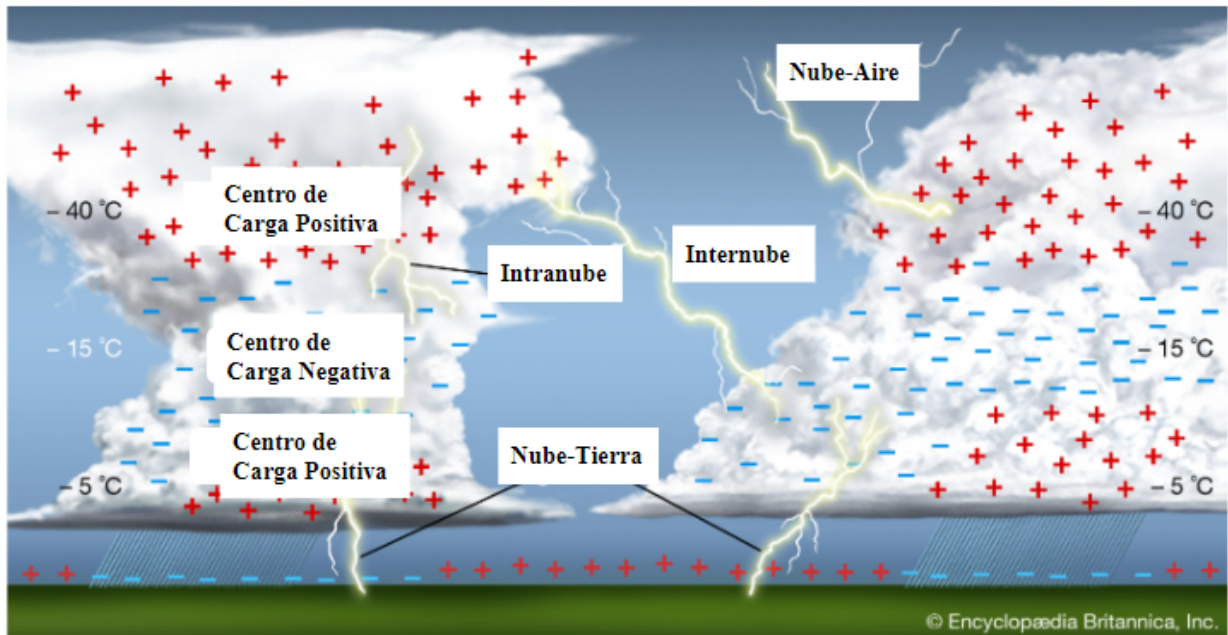 Nube-Aire
Centro de
Carga Positiva
– 40 °C
– 40 °C
Intranube
Internube
Centro de
Carga Negativa
– 15 °C
– 15 °C
Centro de
Carga Positiva
Nube-Tierra
– 5 °C
– 5 °C
© Encyclopædia Britannica, Inc.